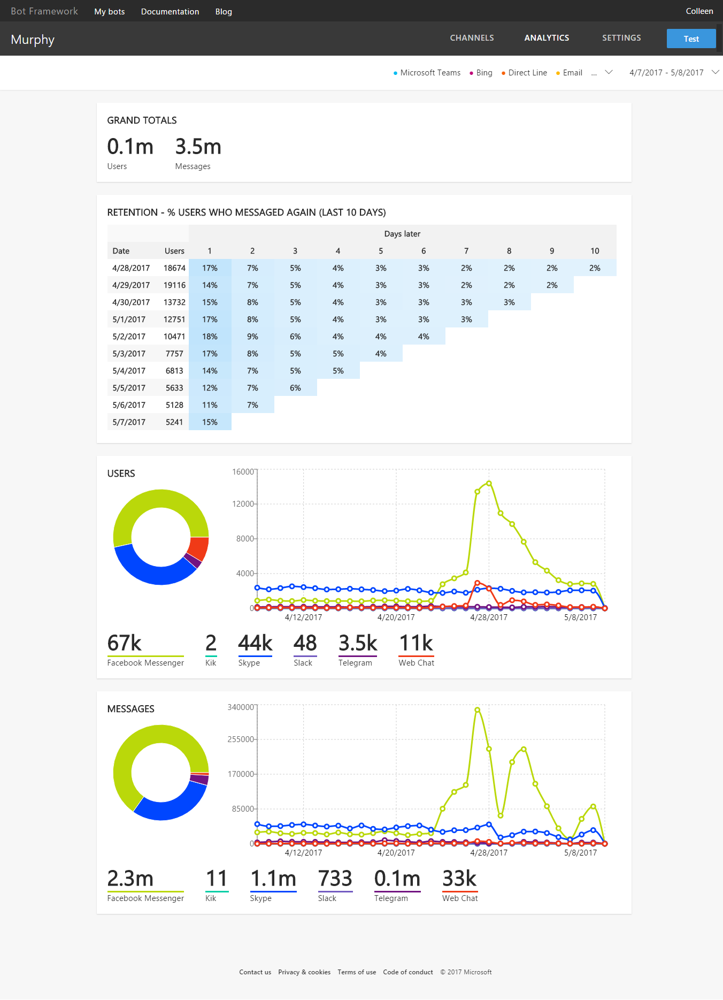 Bot Framework My bots Documentation Blog Colleen
Murphy CHANNELS ANALYTICS SETTINGS Test
Microsoft Teams Bing Direct Line Email ... 4/7/2017 - 5/8/2017
GRAND TOTALS
0.1m 3.5m
Users Messages
RETENTION - % USERS WHO MESSAGED AGAIN (LAST 10 DAYS)
Days later
Date Users 1 2 3 4 5 6 7 8 9 10
4/28/2017 18674 17% 7% 5% 4% 3% 3% 2% 2% 2% 2%
4/29/2017 19116 14% 7% 5% 4% 3% 3% 2% 2% 2%
4/30/2017 13732 15% 8% 5% 4% 3% 3% 3% 3%
5/1/2017 12751 17% 8% 5% 4% 3% 3% 3%
5/2/2017 10471 18% 9% 6% 4% 4% 4%
5/3/2017 7757 17% 8% 5% 5% 4%
5/4/2017 6813 14% 7% 5% 5%
5/5/2017 5633 12% 7% 6%
5/6/2017 5128 11% 7%
5/7/2017 5241 15%
USERS
16000
12000
8000
4000
0
4/12/2017 4/20/2017 4/28/2017 5/8/2017
67k 2 44k 48 3.5k 11k
Facebook Messenger Kik Skype Slack Telegram Web Chat
MESSAGES
340000
255000
170000
85000
0
4/12/2017 4/20/2017 4/28/2017 5/8/2017
2.3m 11 1.1m 733 0.1m 33k
Facebook Messenger Kik Skype Slack Telegram Web Chat
Contact us Privacy & cookies Terms of use Code of conduct © 2017 Microsoft